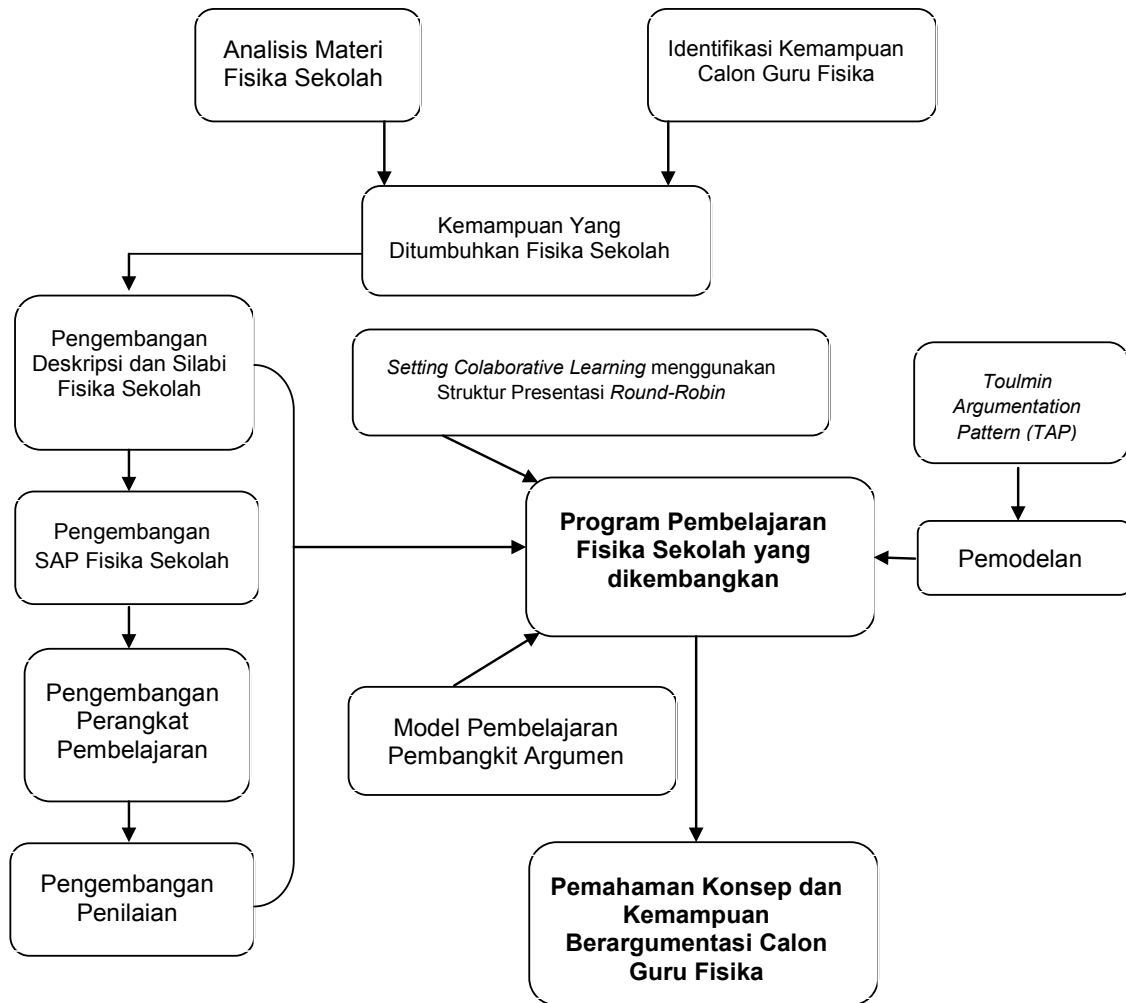 Analisis Materi
Fisika Sekolah
Identifikasi Kemampuan
Calon Guru Fisika
Kemampuan Yang
Ditumbuhkan Fisika Sekolah
Pengembangan
Deskripsi dan Silabi
Fisika Sekolah
Setting Colaborative Learning menggunakan
Struktur Presentasi Round-Robin
Toulmin
Argumentation
Pattern (TAP)
Pengembangan
SAP Fisika Sekolah
Program Pembelajaran
Fisika Sekolah yang
dikembangkan
Pemodelan
Pengembangan
Perangkat
Pembelajaran
Model Pembelajaran
Pembangkit Argumen
Pengembangan
Penilaian
Pemahaman Konsep dan
Kemampuan
Berargumentasi Calon
Guru Fisika